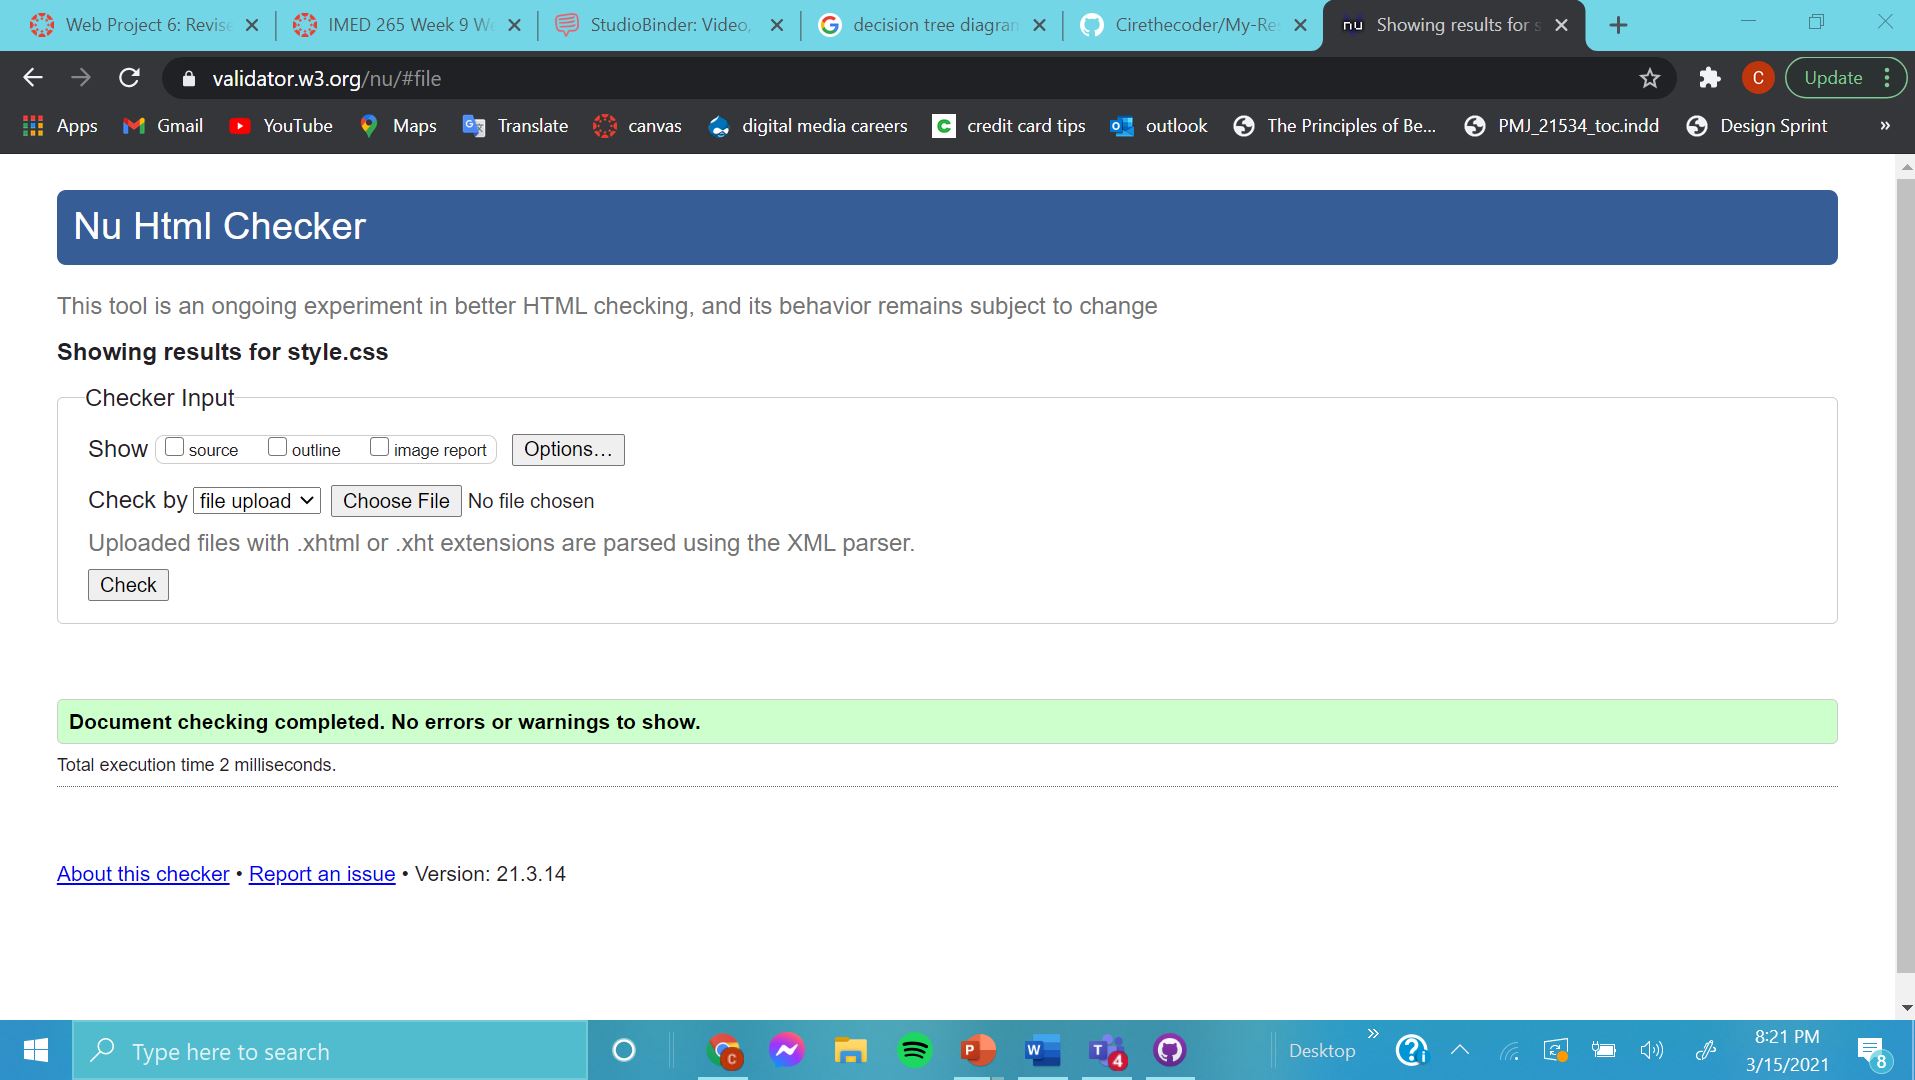 Web Project 6: Revise
IMED 265 Week 9 We
StudioBinder: Video,
decision tree diagram
Cirethecoder/My-Res
nu Showing results for s
validator.w3.org/nu/#file
C
Update
Apps
Gmail
YouTube
Maps
Translate
canvas
digital media careers
credit card tips
outlook
The Principles of Be...
PMJ_21534_toc.indd
Design Sprint
»
Nu Html Checker
This tool is an ongoing experiment in better HTML checking, and its behavior remains subject to change
Showing results for style.css
Checker Input
Show source outline image report Options...
Check by file upload Choose File No file chosen
Uploaded files with .xhtml or .xht extensions are parsed using the XML parser.
Check
Document checking completed. No errors or warnings to show.
Total execution time 2 milliseconds.
About this checker • Report an issue • Version: 21.3.14
Type here to search
Desktop
8:21 PM
3/15/2021
8